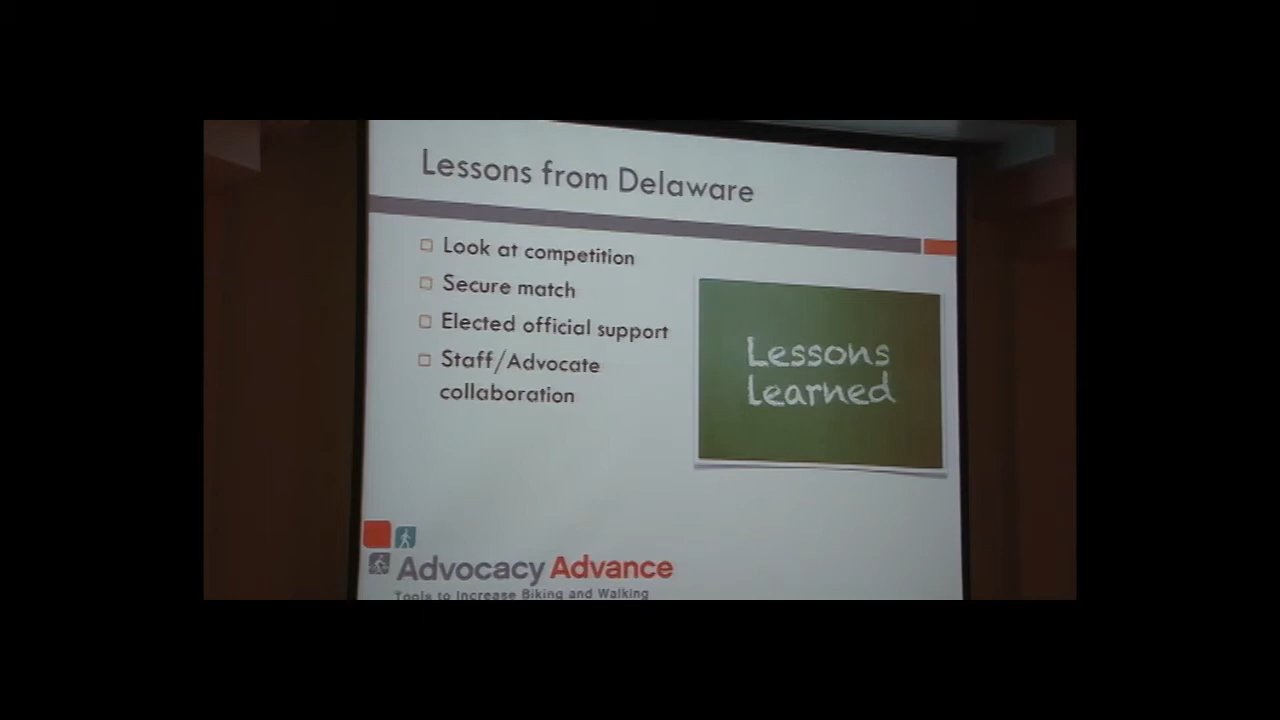 Lessons from Delaware
Look at competition
Secure match
Elected official support
Staff/Advocate
collaboration
Lessons
Learned
Advocacy Advance
Tools to Increase Biking and Walking